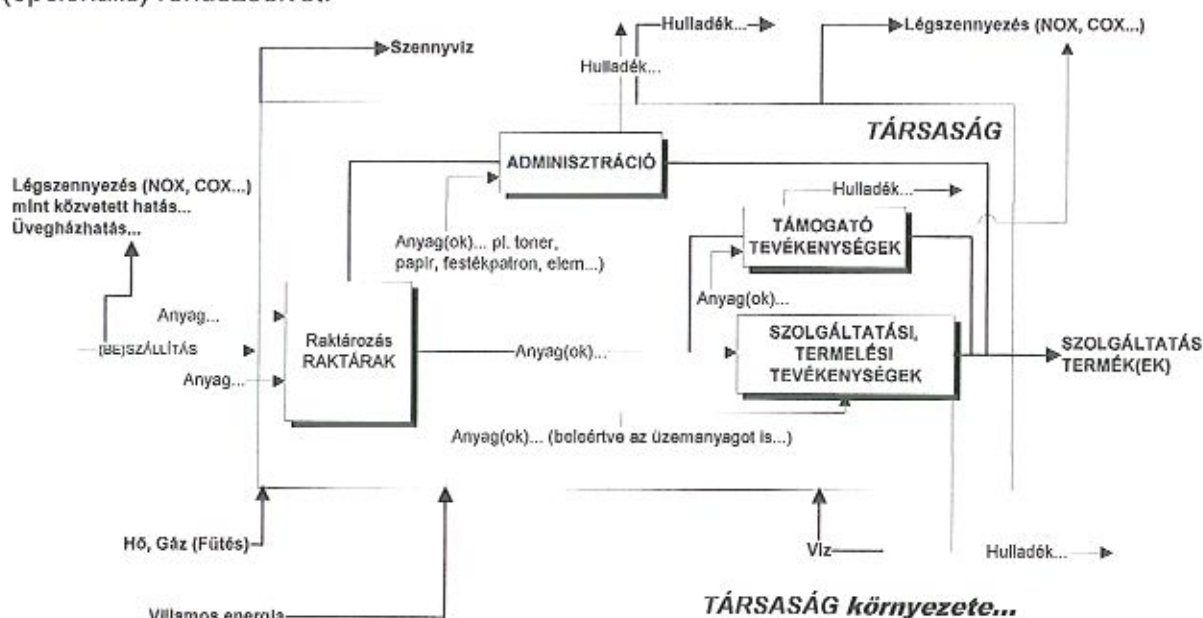 Hulladék...
Légszennyezés (NOX, COX...)
Szennyvíz
Hulladék...
TÁRSASÁG
ADMINISZTRÁCIÓ
Légszennyezés (NOX, COX...)
mint közvetett hatás...
Üvegházhatás...
Hulladék...
TÁMOGATÓ
TEVÉKENYSÉGEK
Anyag(ok)... pl. toner,
papír, festékpatron, elem...)
Anyag(ok)...
Anyag...
(BE)SZÁLLÍTÁS
Anyag...
Raktározás
RAKTÁRAK
Anyag(ok)...
SZOLGÁLTATÁSI,
TERMELÉSI
TEVÉKENYSÉGEK
SZOLGÁLTATÁS
TERMÉK(EK)
Anyag(ok)... (beleértve az üzemanyagot is...)
Hő, Gáz (Fűtés)
Víz
Hulladék...
Villamos energia
TÁRSASÁG környezete...